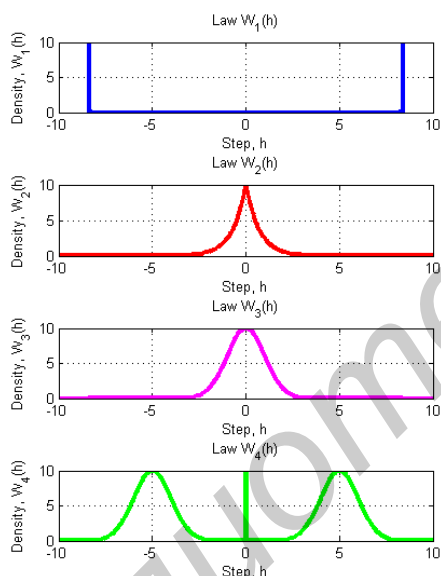 Law W1(h)
Density, W1(h)
10
5
0
-10 -5 0 5 10
Step, h
Law W2(h)
Density, W2(h)
10
5
0
-10 -5 0 5 10
Step, h
Law W3(h)
Density, W3(h)
10
5
0
-10 -5 0 5 10
Step, h
Law W4(h)
Density, W4(h)
10
5
0
-10 -5 0 5 10
Step, h